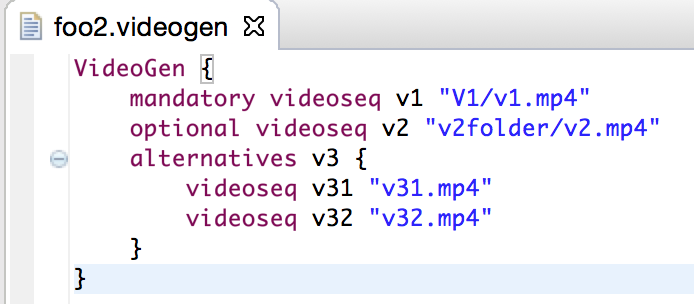 foo2.videogen
VideoGen {
    mandatory videoseq v1 "V1/v1.mp4"
    optional videoseq v2 "v2folder/v2.mp4"
    alternatives v3 {
        videoseq v31 "v31.mp4"
        videoseq v32 "v32.mp4"
    }
}